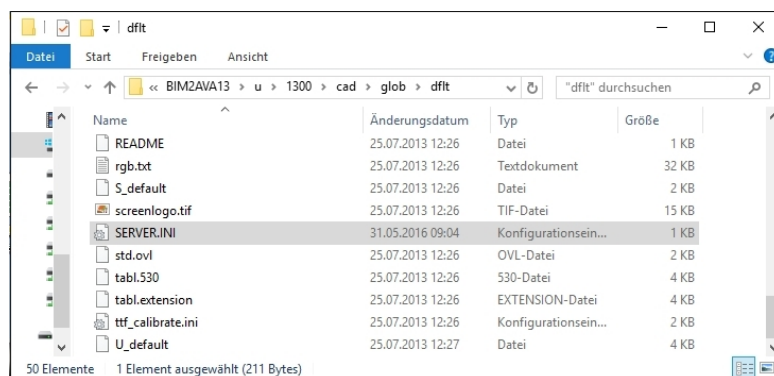 dflt
Datei Start Freigeben Ansicht
« BIM2AVA13 > u > 1300 > cad > glob > dflt "dflt" durchsuchen
Name Änderungsdatum Typ Größe
README 25.07.2013 12:26 Datei 1 KB
rgb.txt 25.07.2013 12:26 Textdokument 32 KB
S_default 25.07.2013 12:26 Datei 2 KB
screenlogo.tif 25.07.2013 12:26 TIF-Datei 15 KB
SERVER.INI 31.05.2016 09:04 Konfigurationsein... 1 KB
std.ovl 25.07.2013 12:26 OVL-Datei 2 KB
tabl.530 25.07.2013 12:26 530-Datei 4 KB
tabl.extension 25.07.2013 12:26 EXTENSION-Datei 4 KB
ttf_calibrate.ini 25.07.2013 12:26 Konfigurationsein... 2 KB
U_default 25.07.2013 12:27 Datei 4 KB
50 Elemente 1 Element ausgewählt (211 Bytes)